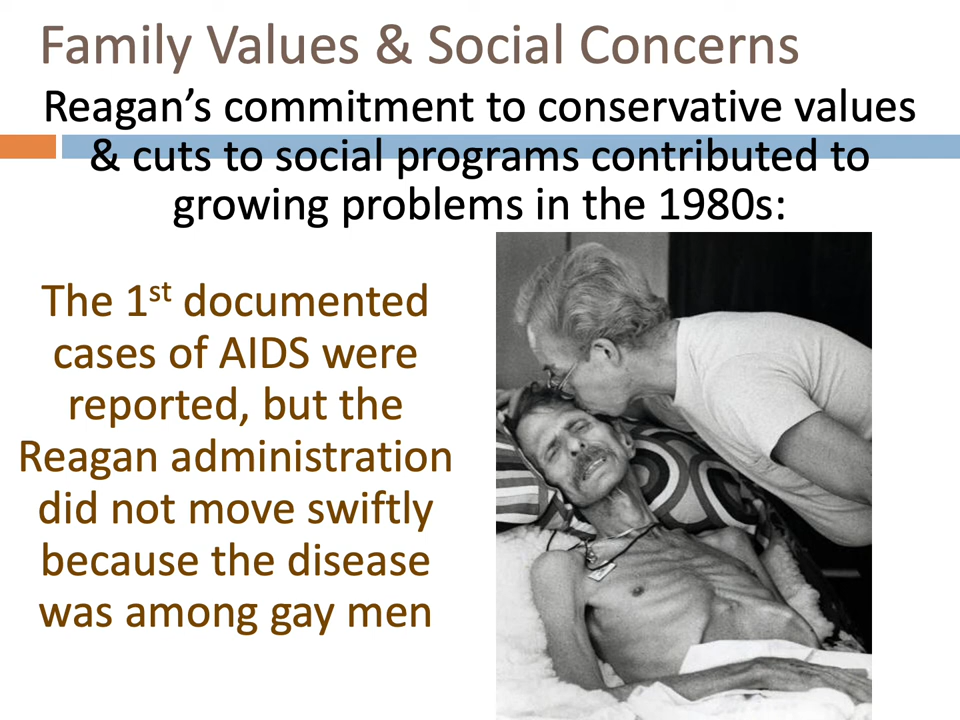 Family Values & Social Concerns
Reagan’s commitment to conservative values
& cuts to social programs contributed to
growing problems in the 1980s:
The 1st documented
cases of AIDS were
reported, but the
Reagan administration
did not move swiftly
because the disease
was among gay men